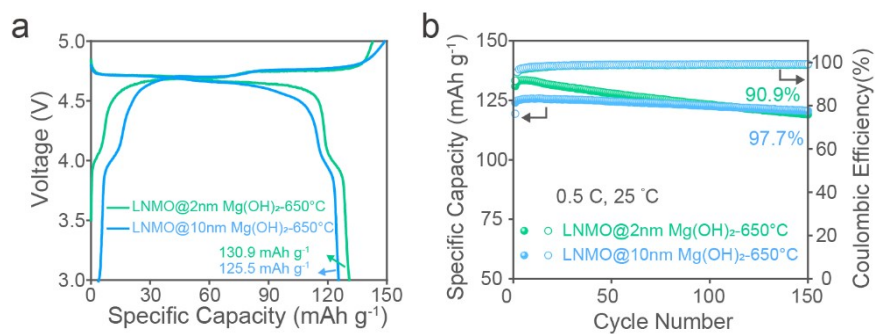 a
5.0
4.5
4.0
3.5
3.0
Voltage (V)
LNMO@2nm Mg(OH)₂-650°C
LNMO@10nm Mg(OH)₂-650°C
130.9 mAh g⁻¹
125.5 mAh g⁻¹
0 30 60 90 120 150
Specific Capacity (mAh g⁻¹)
b
150
125
100
75
50
Specific Capacity (mAh g⁻¹)
90.9%
97.7%
0.5 C, 25 °C
LNMO@2nm Mg(OH)₂-650°C
LNMO@10nm Mg(OH)₂-650°C
0 50 100 150
Cycle Number
100
80
60
40
20
0
Coulombic Efficiency(%)